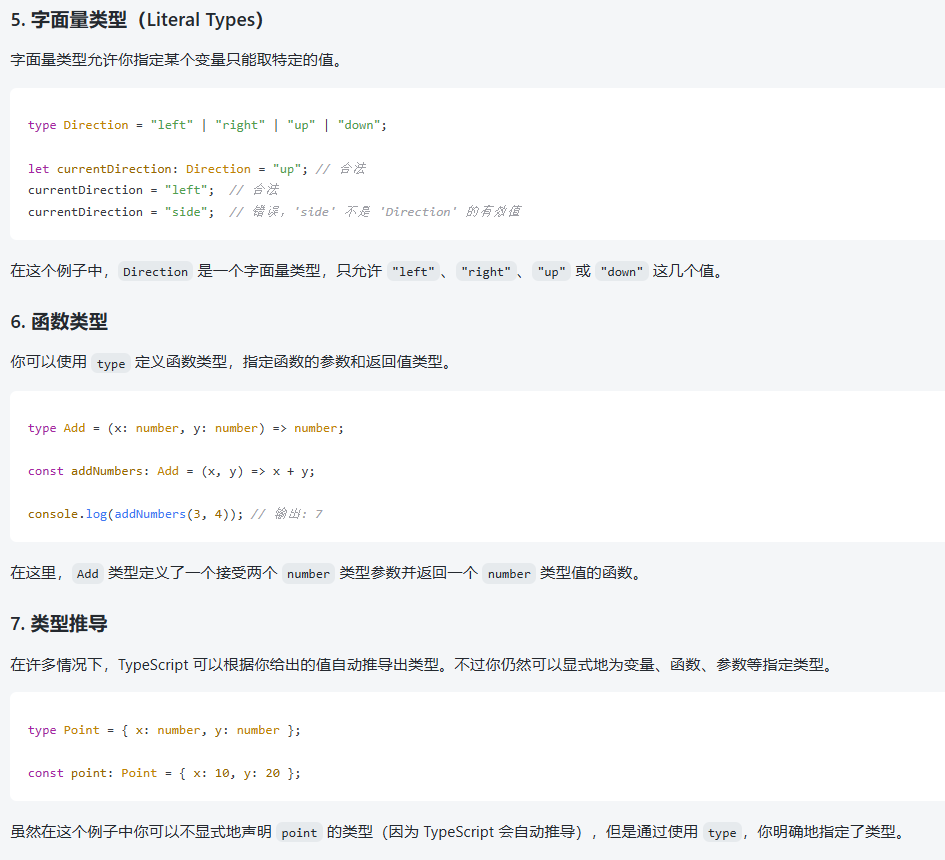 5. 字面量类型（Literal Types）
字面量类型允许你指定某个变量只能取特定的值。
type Direction = "left" | "right" | "up" | "down";
let currentDirection: Direction = "up"; // 合法
currentDirection = "left";  // 合法
currentDirection = "side";  // 错误，'side' 不是 'Direction' 的有效值
在这个例子中，Direction 是一个字面量类型，只允许 "left"、"right"、"up" 或 "down" 这几个值。
6. 函数类型
你可以使用 type 定义函数类型，指定函数的参数和返回值类型。
type Add = (x: number, y: number) => number;
const addNumbers: Add = (x, y) => x + y;
console.log(addNumbers(3, 4)); // 输出: 7
在这里，Add 类型定义了一个接受两个 number 类型参数并返回一个 number 类型值的函数。
7. 类型推导
在许多情况下，TypeScript 可以根据你给出的值自动推导出类型。不过你仍然可以显式地为变量、函数、参数等指定类型。
type Point = { x: number, y: number };
const point: Point = { x: 10, y: 20 };
虽然在这个例子中你可以不显式地声明 point 的类型（因为 TypeScript 会自动推导），但是通过使用 type，你明确地指定了类型。